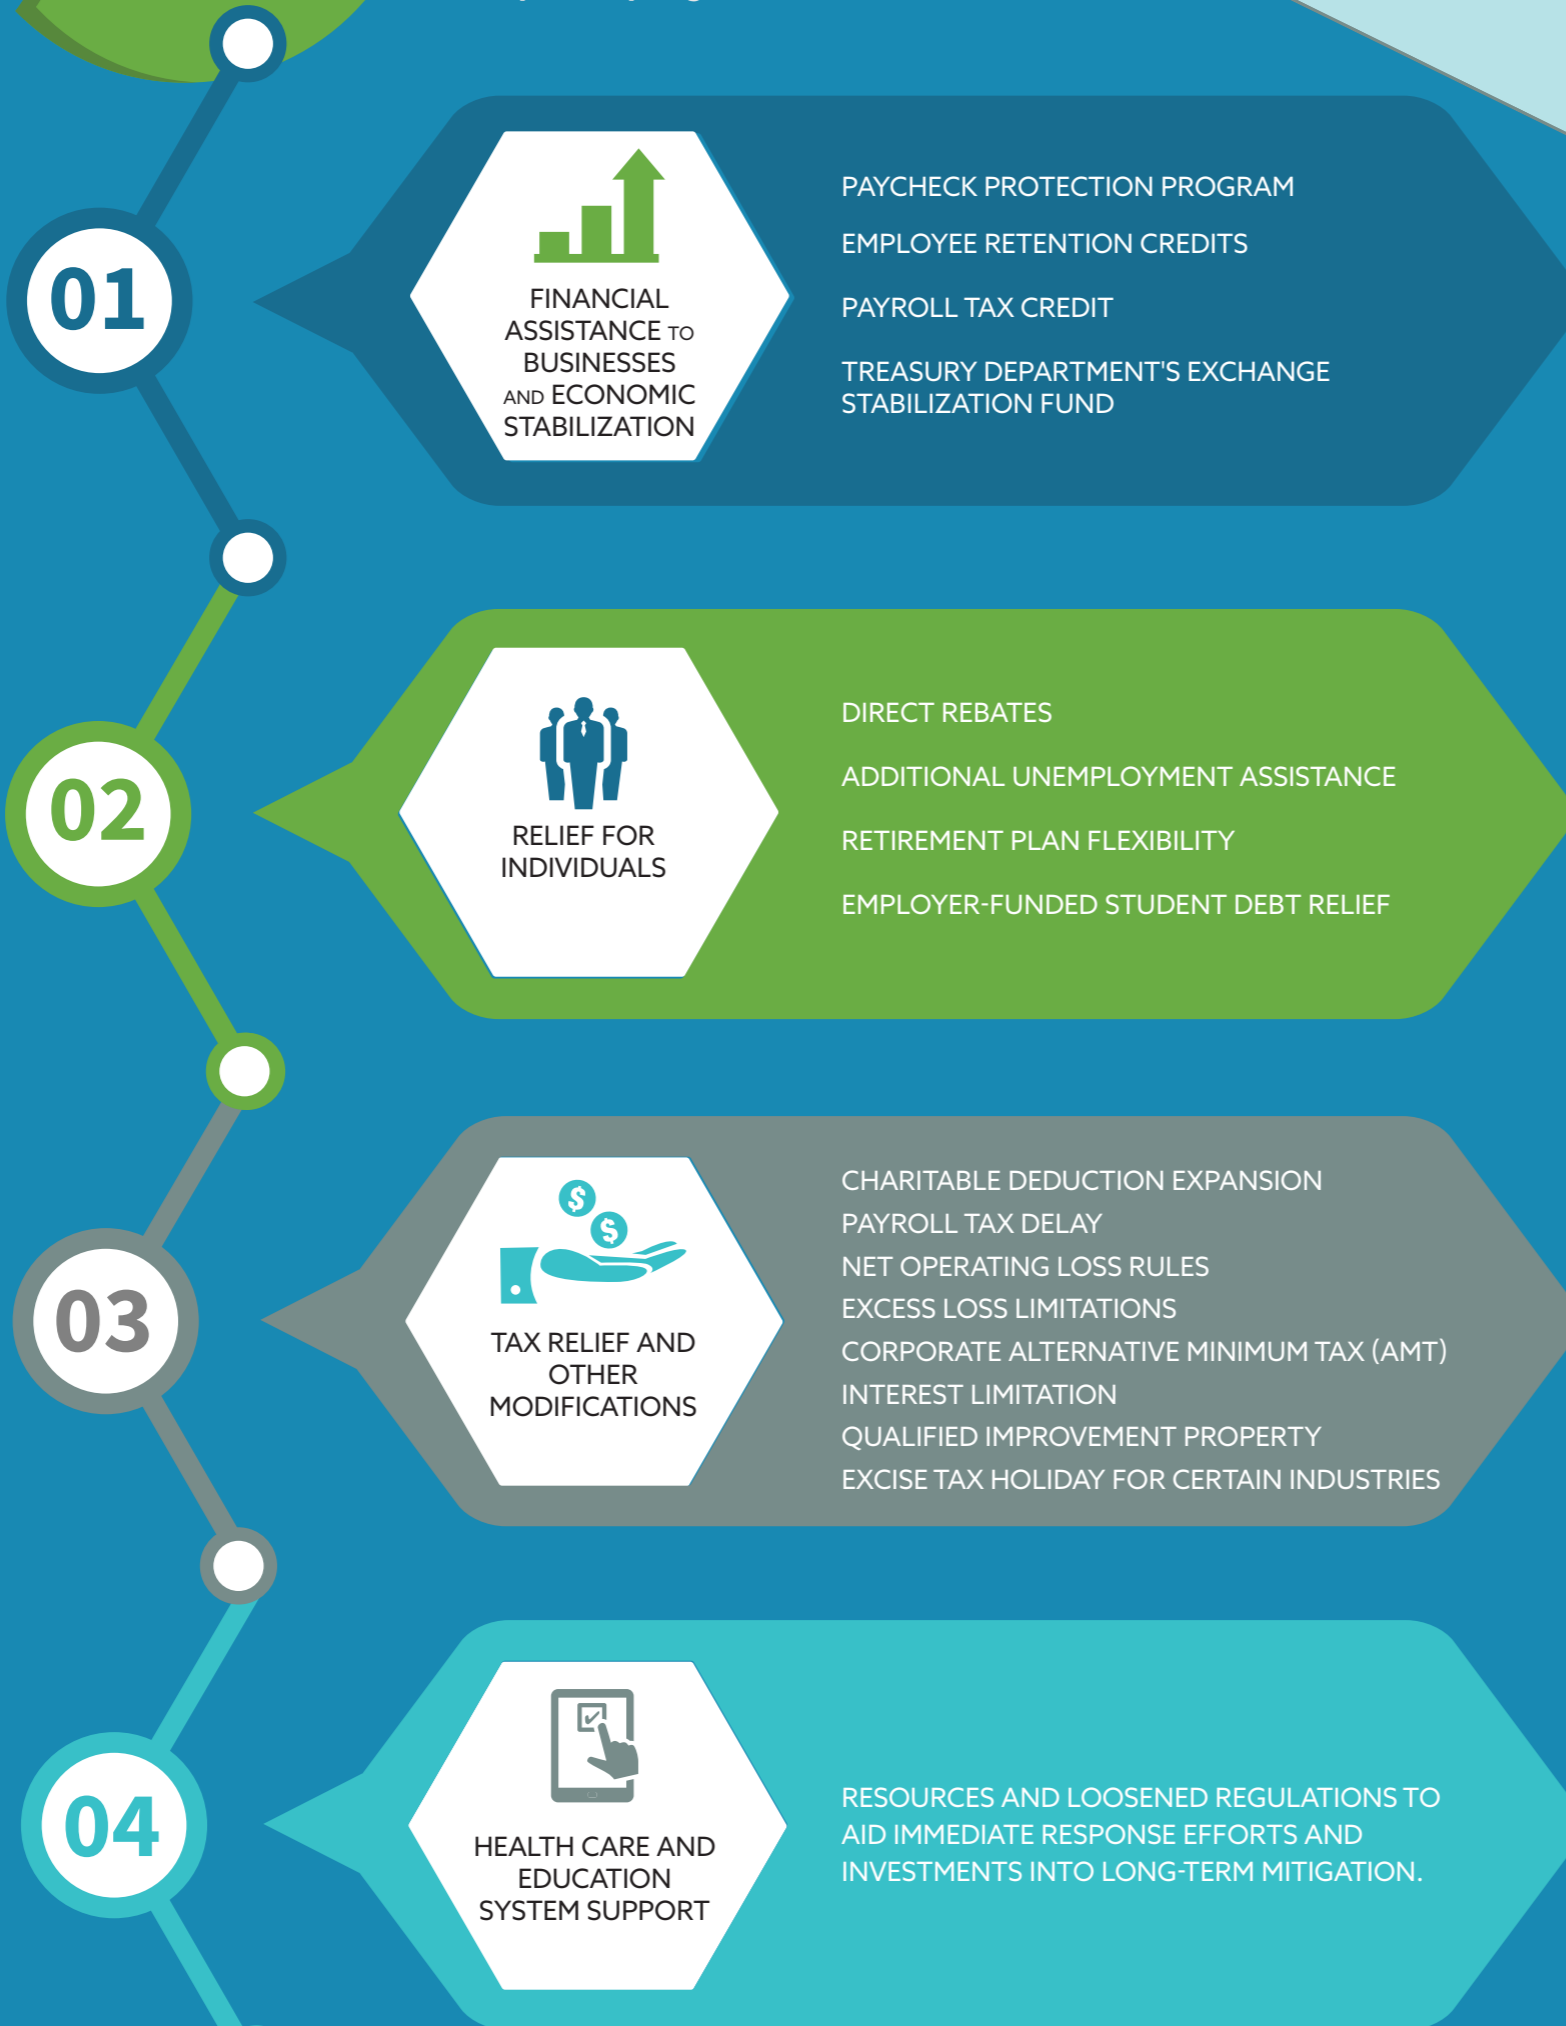 01
FINANCIAL
ASSISTANCE TO
BUSINESSES
AND ECONOMIC
STABILIZATION
PAYCHECK PROTECTION PROGRAM
EMPLOYEE RETENTION CREDITS
PAYROLL TAX CREDIT
TREASURY DEPARTMENT'S EXCHANGE
STABILIZATION FUND
02
RELIEF FOR
INDIVIDUALS
DIRECT REBATES
ADDITIONAL UNEMPLOYMENT ASSISTANCE
RETIREMENT PLAN FLEXIBILITY
EMPLOYER-FUNDED STUDENT DEBT RELIEF
03
$
$
TAX RELIEF AND
OTHER
MODIFICATIONS
CHARITABLE DEDUCTION EXPANSION
PAYROLL TAX DELAY
NET OPERATING LOSS RULES
EXCESS LOSS LIMITATIONS
CORPORATE ALTERNATIVE MINIMUM TAX (AMT)
INTEREST LIMITATION
QUALIFIED IMPROVEMENT PROPERTY
EXCISE TAX HOLIDAY FOR CERTAIN INDUSTRIES
04
HEALTH CARE AND
EDUCATION
SYSTEM SUPPORT
RESOURCES AND LOOSENED REGULATIONS TO
AID IMMEDIATE RESPONSE EFFORTS AND
INVESTMENTS INTO LONG-TERM MITIGATION.